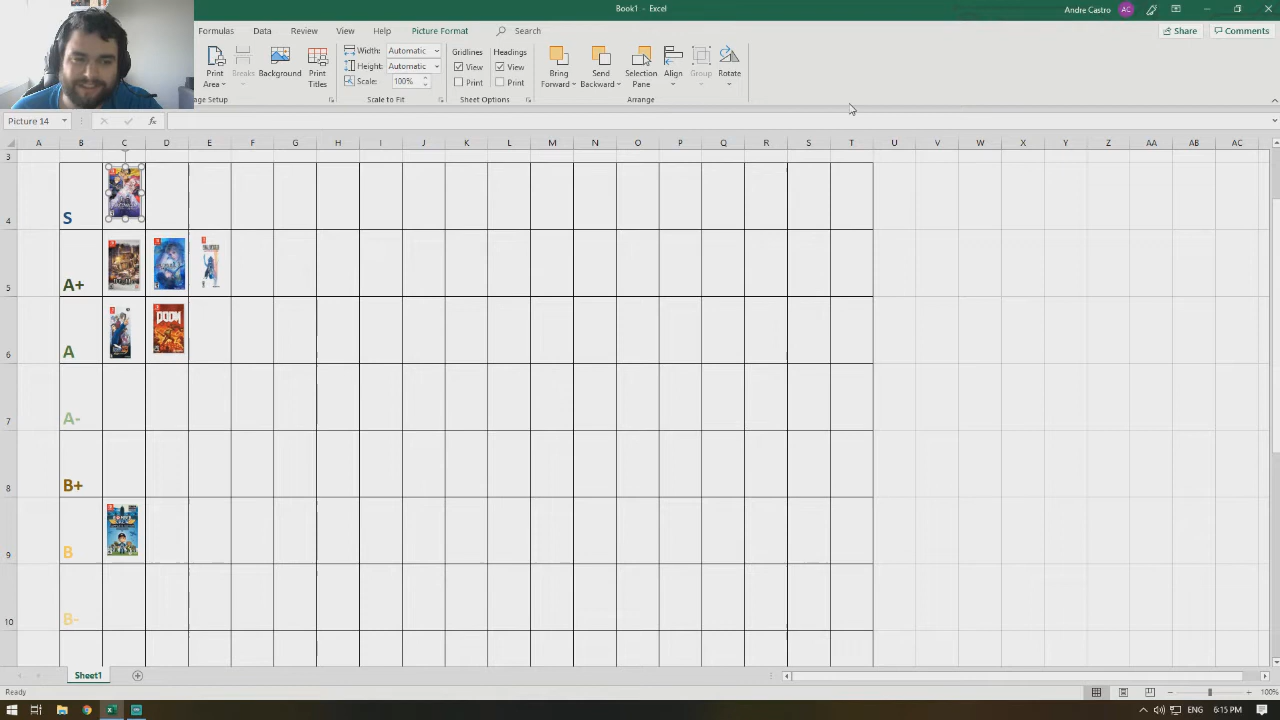 Book1 - Excel
Andre Castro AC
Formulas Data Review View Help Picture Format Search
Share Comments
Print Area Breaks Background Print Titles
Width: Automatic
Height: Automatic
Scale: 100%
Gridlines Headings
View View
Print Print
Bring Forward Send Backward Selection Pane Align Group Rotate
ge Setup Scale to Fit Sheet Options Arrange
Picture 14 fx
A B C D E F G H I J K L M N O P Q R S T U V W X Y Z AA AB AC
3
4 S
5 A+
6 A DOOM
7 A-
8 B+
9 B
10 B-
Sheet1
Ready 100%
ENG 6:15 PM